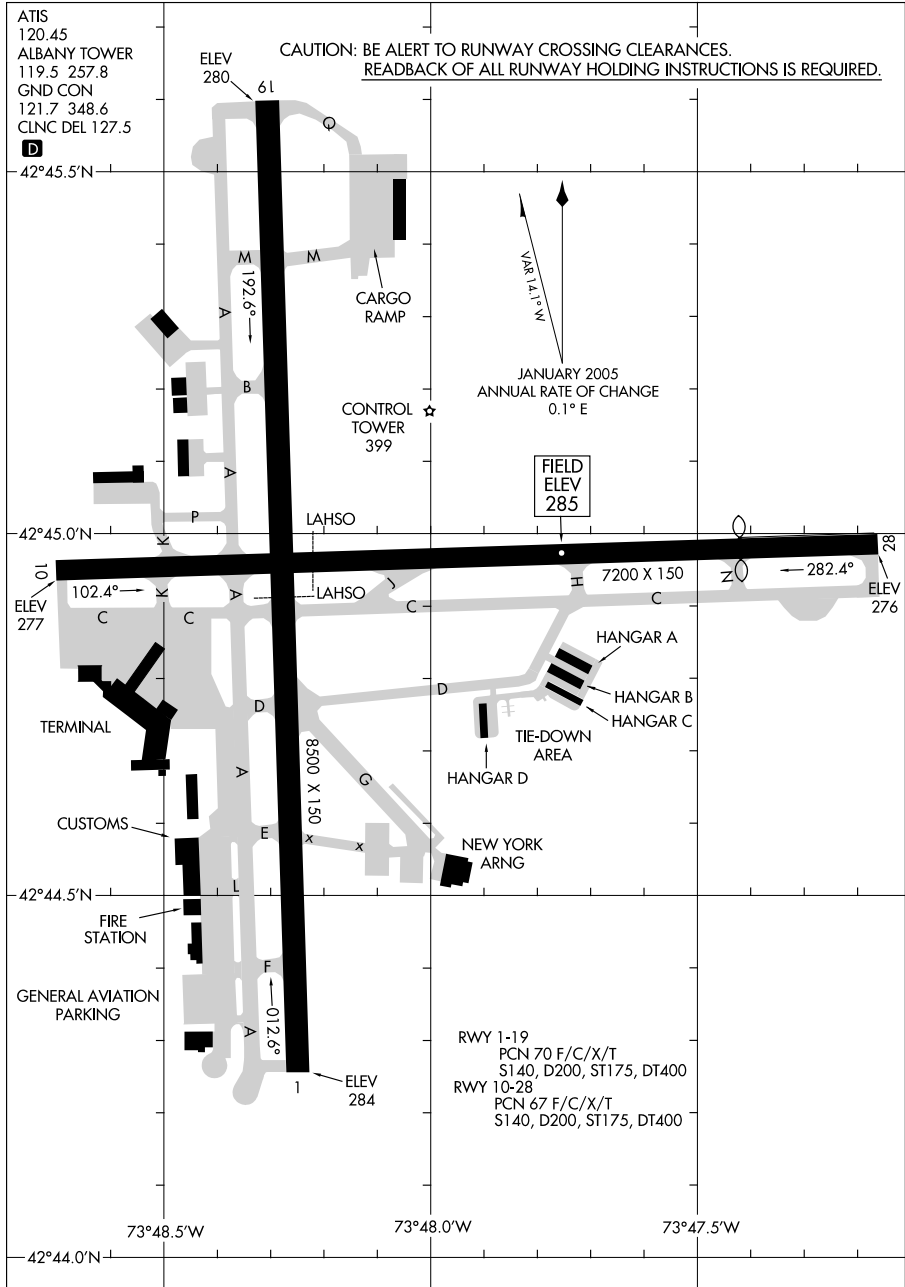 ATIS
120.45
ALBANY TOWER
119.5 257.8
GND CON
121.7 348.6
CLNC DEL 127.5
D
CAUTION: BE ALERT TO RUNWAY CROSSING CLEARANCES.
READBACK OF ALL RUNWAY HOLDING INSTRUCTIONS IS REQUIRED.
ELEV
280
19
Q
42°45.5'N
M
M
192.6°
A
CARGO
RAMP
VAR 14.1° W
JANUARY 2005
ANNUAL RATE OF CHANGE
0.1° E
B
CONTROL
TOWER
399
A
FIELD
ELEV
285
P
K
LAHSO
42°45.0'N
10
28
ELEV
277
102.4°
K
A
LAHSO
J
H
7200 X 150
N
282.4°
ELEV
276
C
C
C
C
HANGAR A
HANGAR B
HANGAR C
D
D
TERMINAL
TIE-DOWN
AREA
HANGAR D
A
8500 X 150
G
CUSTOMS
E
x
x
NEW YORK
ARNG
42°44.5'N
L
FIRE
STATION
F
GENERAL AVIATION
PARKING
012.6°
A
1
ELEV
284
RWY 1-19
PCN 70 F/C/X/T
S140, D200, ST175, DT400
RWY 10-28
PCN 67 F/C/X/T
S140, D200, ST175, DT400
73°48.5'W
73°48.0'W
73°47.5'W
42°44.0'N